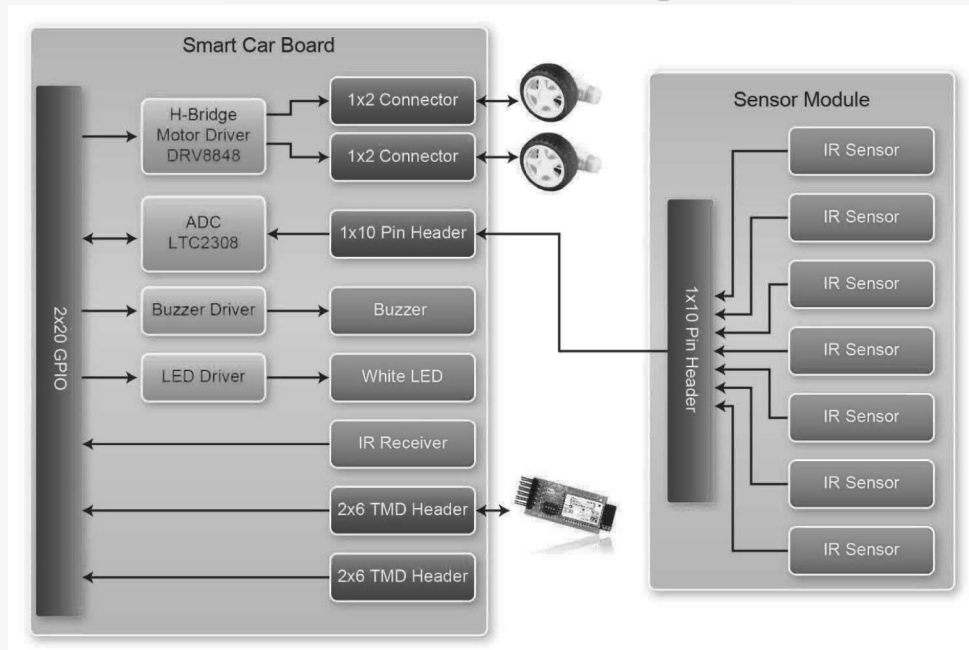 Smart Car Board
2x20 GPIO
H-Bridge
Motor Driver
DRV8848
1x2 Connector
1x2 Connector
ADC
LTC2308
1x10 Pin Header
Buzzer Driver
Buzzer
LED Driver
White LED
IR Receiver
2x6 TMD Header
2x6 TMD Header
Sensor Module
1x10 Pin Header
IR Sensor
IR Sensor
IR Sensor
IR Sensor
IR Sensor
IR Sensor
IR Sensor